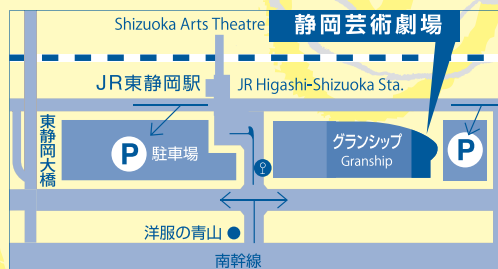 Shizuoka Arts Theatre
静岡芸術劇場
JR東静岡駅
JR Higashi-Shizuoka Sta.
東静岡大橋
P
駐車場
グランシップ
Granship
P
洋服の青山
南幹線